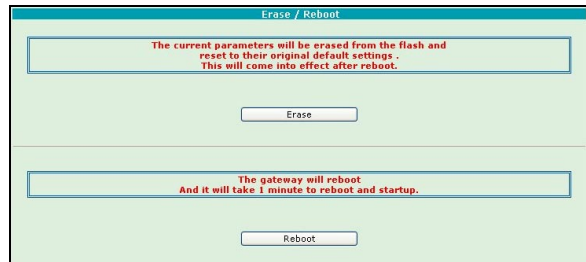 Erase / Reboot
The current parameters will be erased from the flash and
reset to their original default settings .
This will come into effect after reboot.
Erase
The gateway will reboot
And it will take 1 minute to reboot and startup.
Reboot